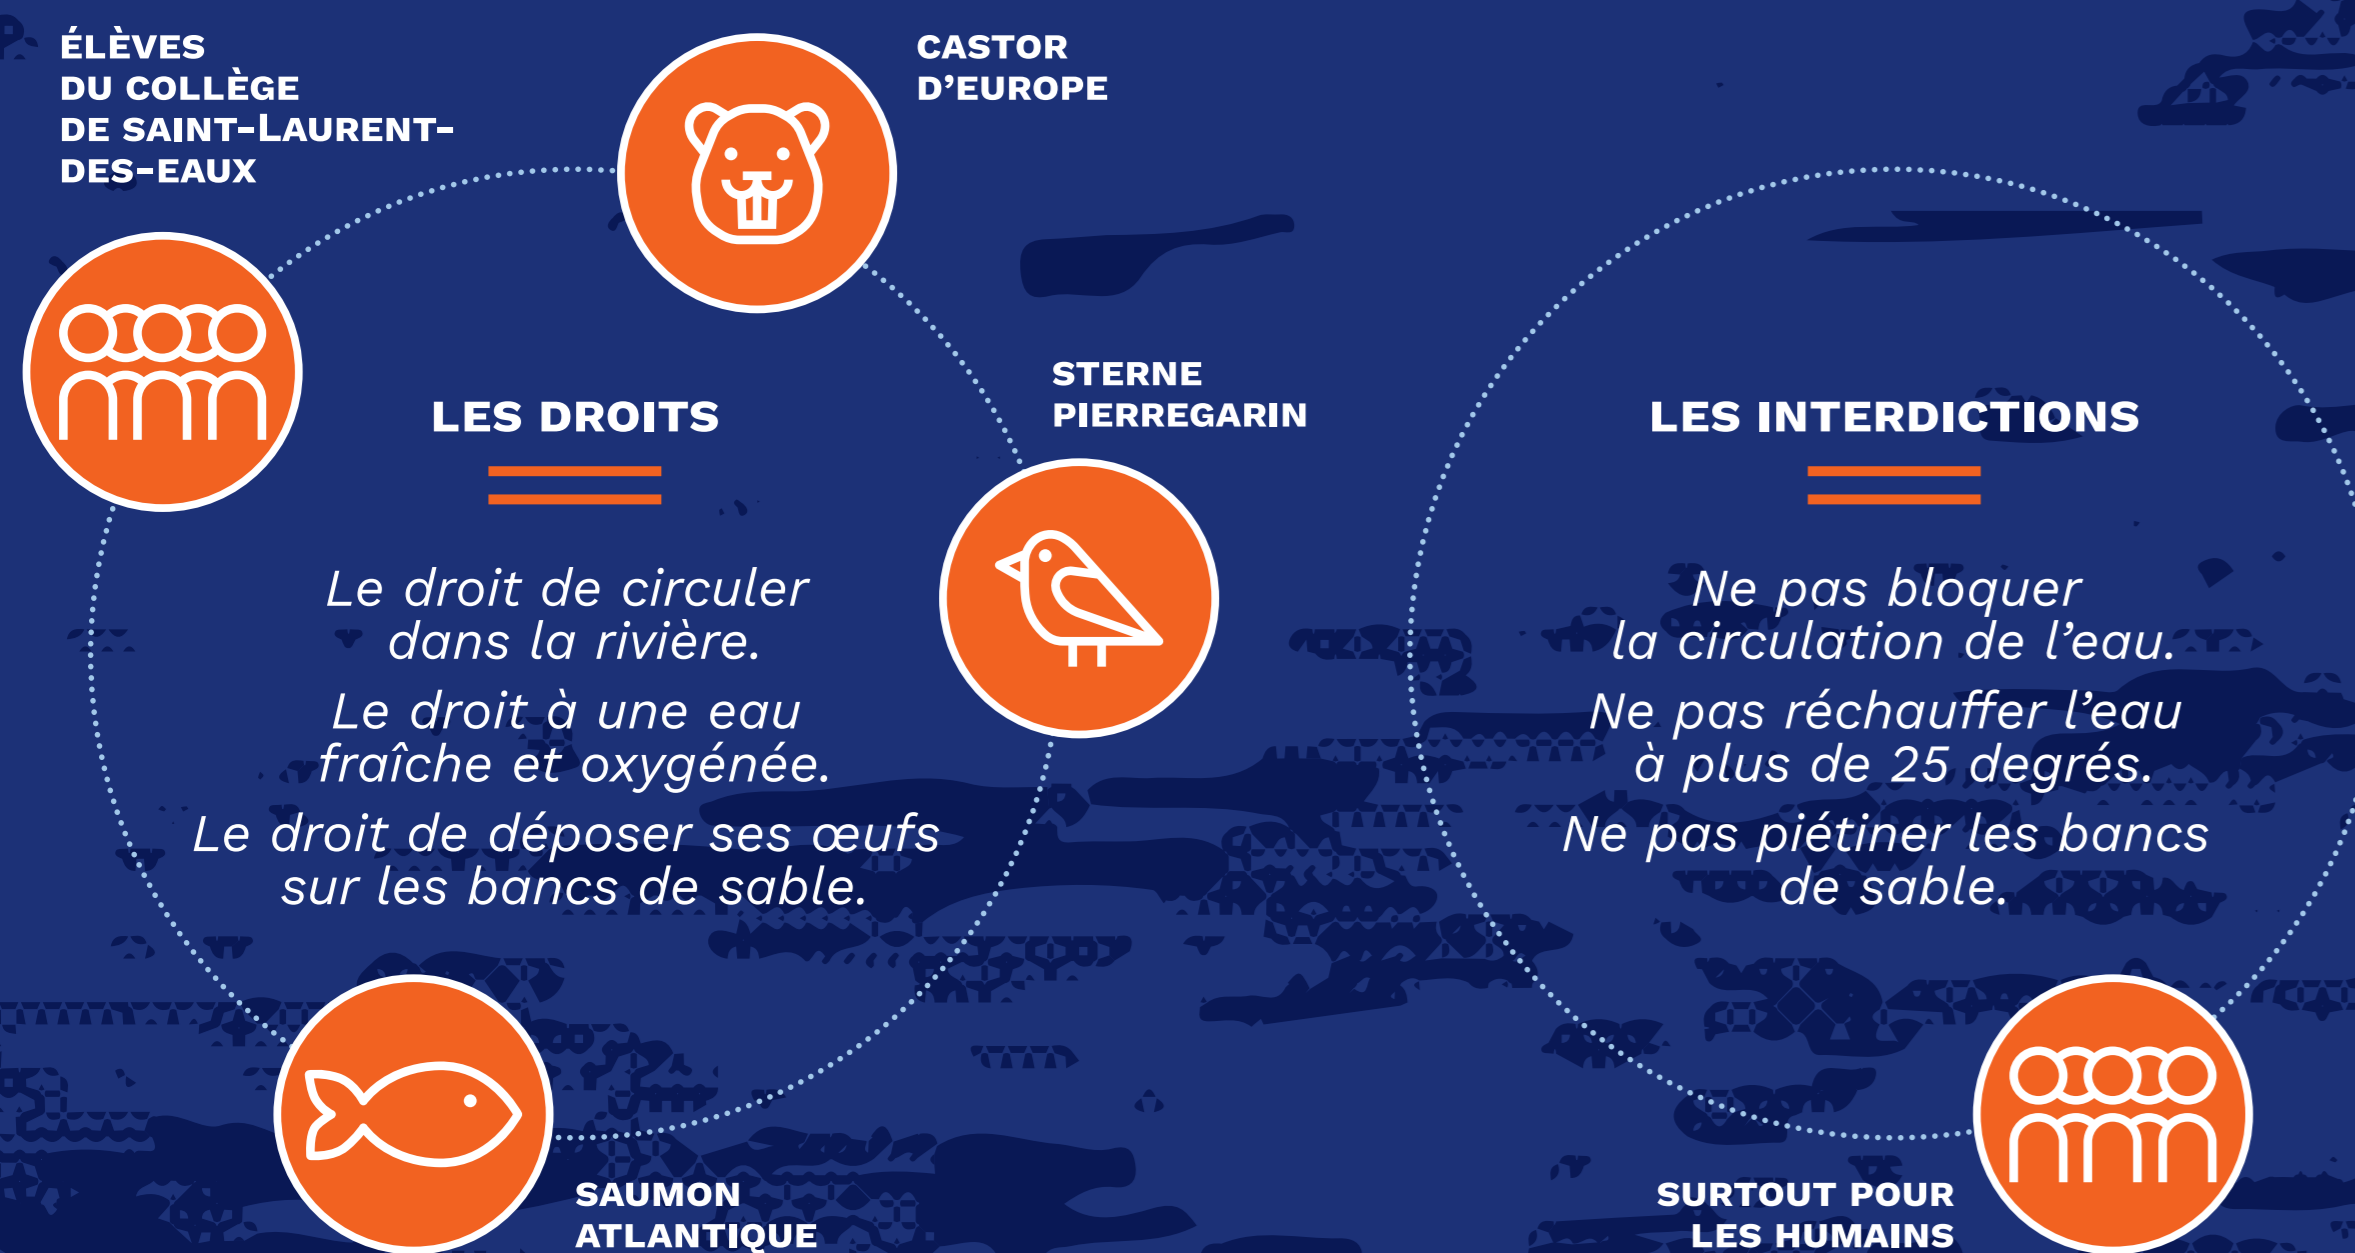 ÉLÈVES
DU COLLÈGE
DE SAINT-LAURENT-
DES-EAUX
CASTOR
D’EUROPE
STERNE
PIERREGARIN
LES DROITS
Le droit de circuler
dans la rivière.
Le droit à une eau
fraîche et oxygénée.
Le droit de déposer ses œufs
sur les bancs de sable.
SAUMON
ATLANTIQUE
LES INTERDICTIONS
Ne pas bloquer
la circulation de l’eau.
Ne pas réchauffer l’eau
à plus de 25 degrés.
Ne pas piétiner les bancs
de sable.
SURTOUT POUR
LES HUMAINS